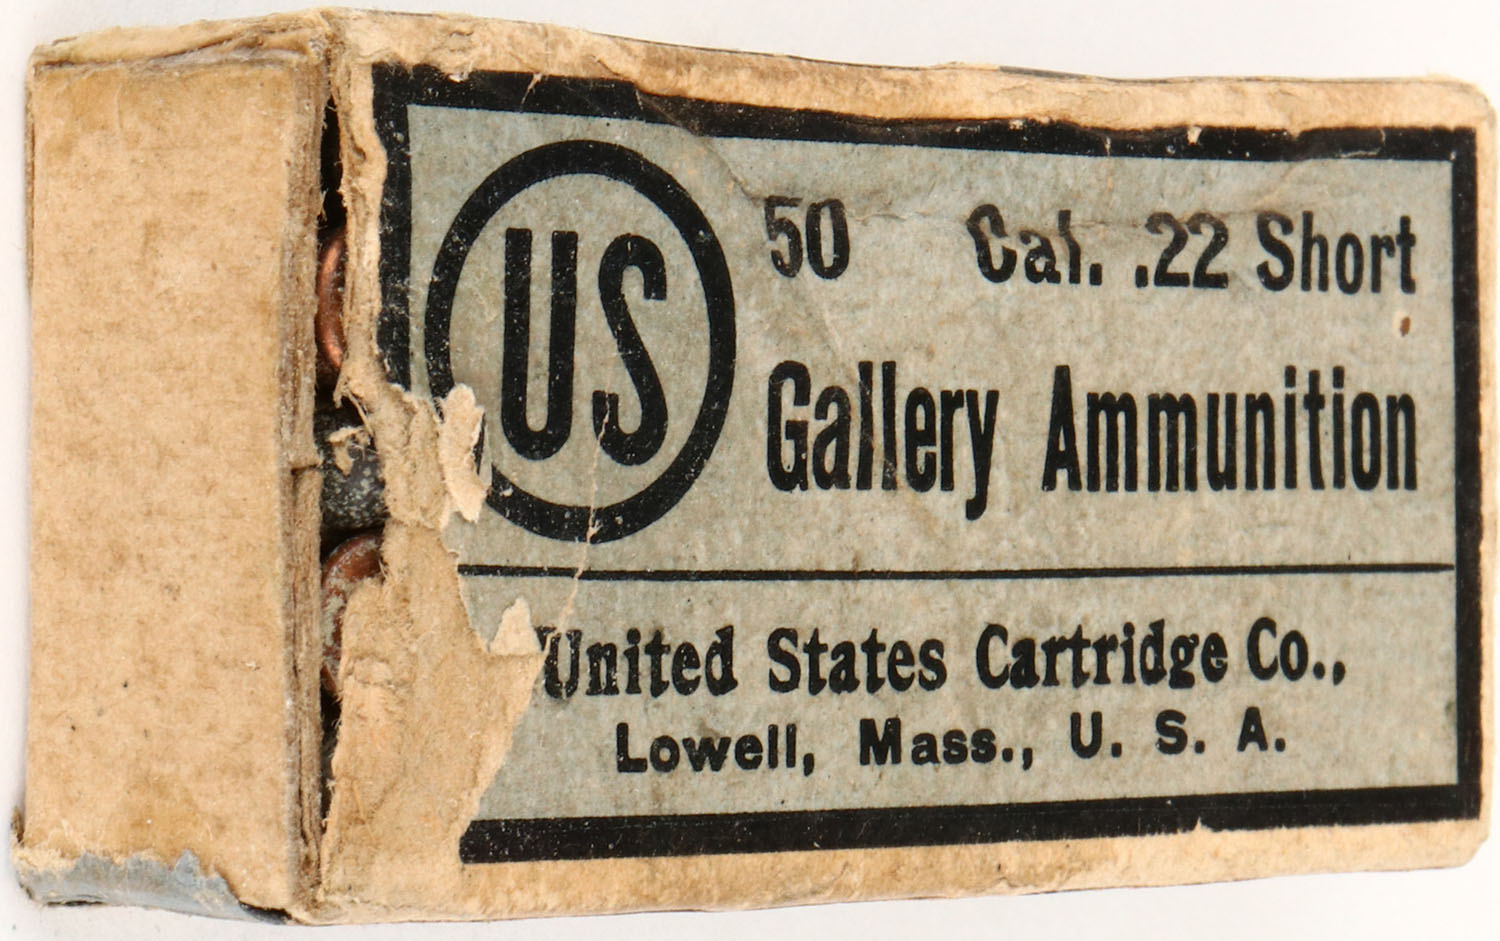 US
50 Cal. .22 Short
Gallery Ammunition
United States Cartridge Co.,
Lowell, Mass., U. S. A.